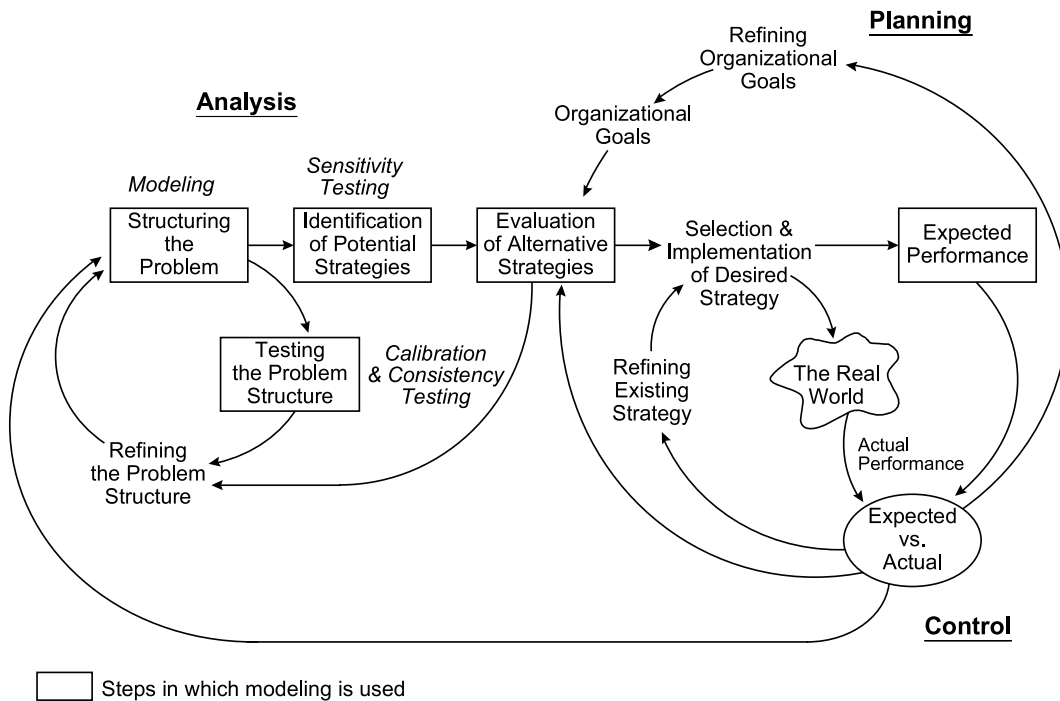 Planning
Refining
Organizational
Goals
Analysis
Organizational
Goals
Modeling
Sensitivity
Testing
Structuring
the
Problem
Identification
of Potential
Strategies
Evaluation
of Alternative
Strategies
Selection &
Implementation
of Desired
Strategy
Expected
Performance
Testing
the Problem
Structure
Calibration
& Consistency
Testing
Refining
Existing
Strategy
The Real
World
Refining
the Problem
Structure
Actual
Performance
Expected
vs.
Actual
Control
Steps in which modeling is used